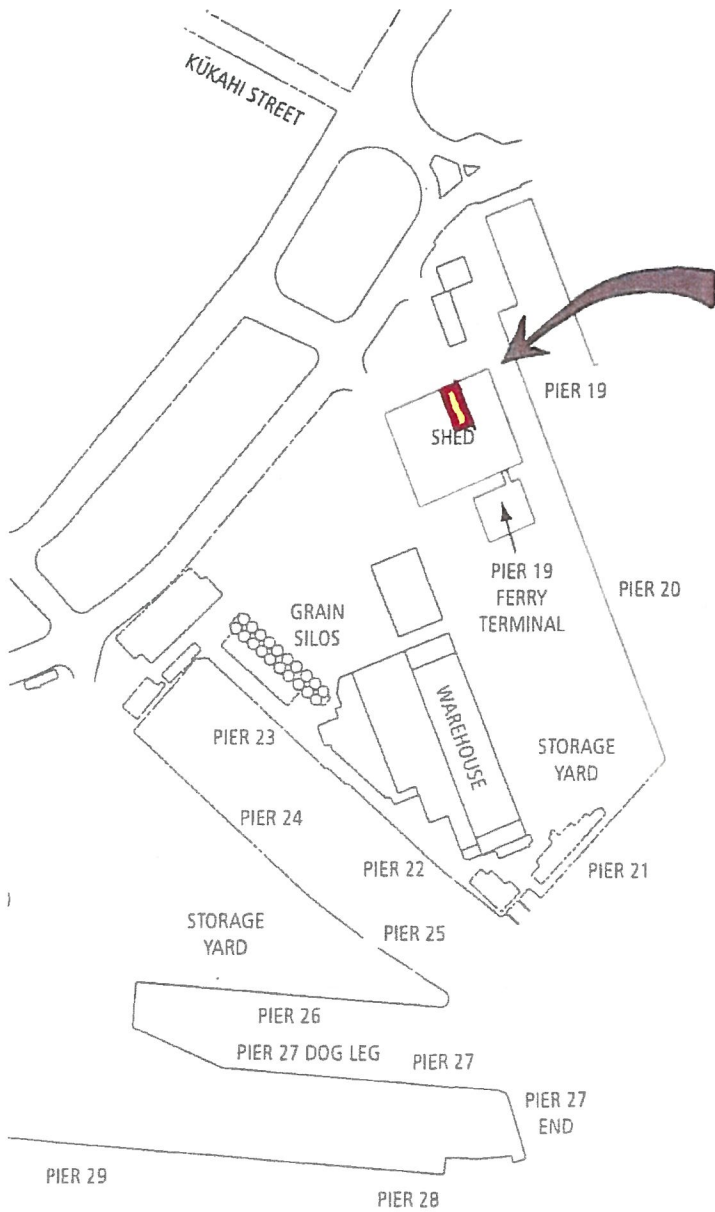 KŪKAHI STREET
PIER 19
SHED
PIER 19
FERRY
TERMINAL
PIER 20
GRAIN
SILOS
WAREHOUSE
PIER 23
STORAGE
YARD
PIER 24
PIER 22
PIER 21
STORAGE
YARD
PIER 25
PIER 26
PIER 27 DOG LEG
PIER 27
PIER 27
END
PIER 29
PIER 28